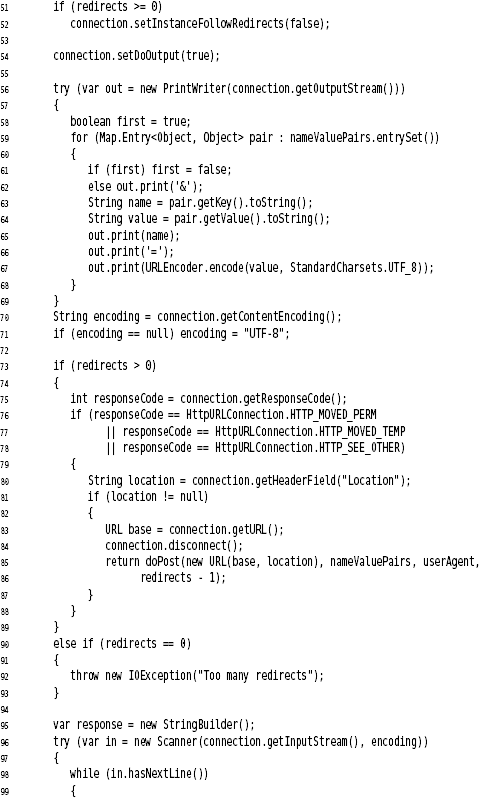 51 if (redirects >= 0)
52 connection.setInstanceFollowRedirects(false);
53
54 connection.setDoOutput(true);
55
56 try (var out = new PrintWriter(connection.getOutputStream()))
57 {
58 boolean first = true;
59 for (Map.Entry<Object, Object> pair : nameValuePairs.entrySet())
60 {
61 if (first) first = false;
62 else out.print('&');
63 String name = pair.getKey().toString();
64 String value = pair.getValue().toString();
65 out.print(name);
66 out.print('=');
67 out.print(URLEncoder.encode(value, StandardCharsets.UTF_8));
68 }
69 }
70 String encoding = connection.getContentEncoding();
71 if (encoding == null) encoding = "UTF-8";
72
73 if (redirects > 0)
74 {
75 int responseCode = connection.getResponseCode();
76 if (responseCode == HttpURLConnection.HTTP_MOVED_PERM
77 || responseCode == HttpURLConnection.HTTP_MOVED_TEMP
78 || responseCode == HttpURLConnection.HTTP_SEE_OTHER)
79 {
80 String location = connection.getHeaderField("Location");
81 if (location != null)
82 {
83 URL base = connection.getURL();
84 connection.disconnect();
85 return doPost(new URL(base, location), nameValuePairs, userAgent,
86 redirects - 1);
87 }
88 }
89 }
90 else if (redirects == 0)
91 {
92 throw new IOException("Too many redirects");
93 }
94
95 var response = new StringBuilder();
96 try (var in = new Scanner(connection.getInputStream(), encoding))
97 {
98 while (in.hasNextLine())
99 {